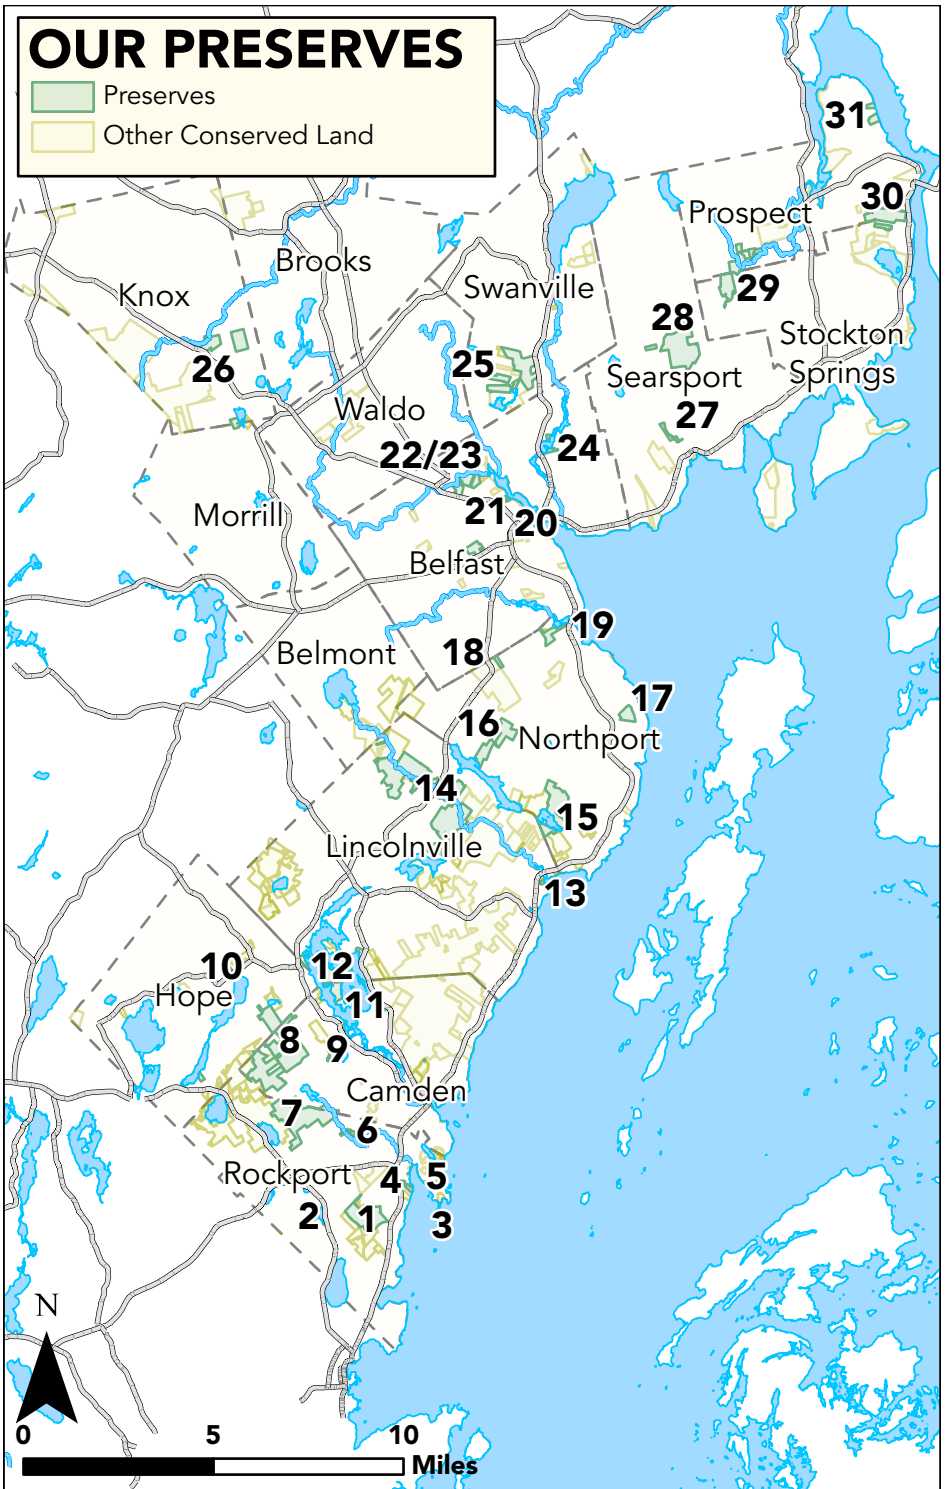 OUR PRESERVES
Preserves
Other Conserved Land
31
30
Prospect
Brooks
Swanville
Knox
29
28
Stockton
Springs
25
26
Searsport
Waldo
27
22/23
24
21
20
Morrill
Belfast
19
18
Belmont
17
16
Northport
14
15
Lincolnville
13
10
12
Hope
11
8
9
Camden
7
6
Rockport
4
5
2
1
3
N
0 5 10
Miles